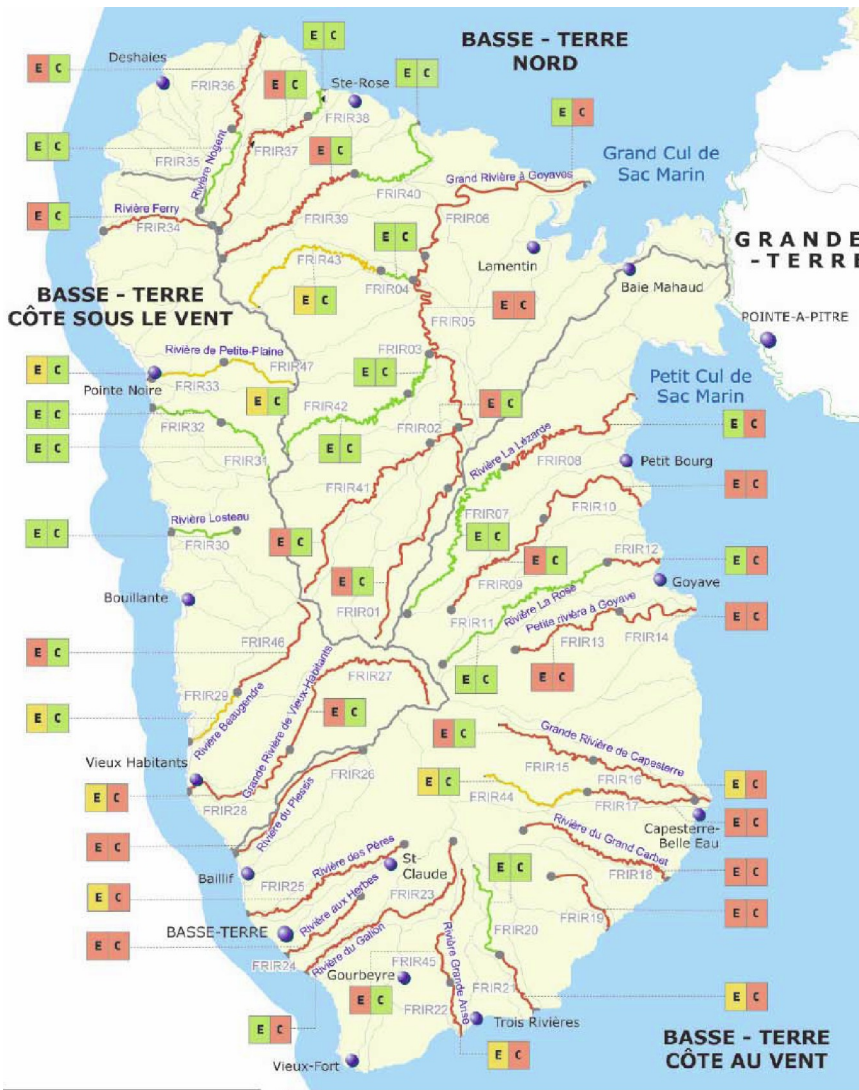 BASSE - TERRE
NORD
Deshaies
E C
E C
FRIR36
E C
Ste-Rose
E C
FRIR38
E C
Grand Cul de
Sac Marin
E C
FRIR35
Rivière Nogent
FRIR37
E C
FRIR40
Grand Rivière à Goyaves
E C
Rivière Ferry
FRIR34
FRIR39
FRIR06
E C
FRIR43
FRIR04
Lamentin
GRANDE
-TERRE
Baie Mahaud
BASSE - TERRE
CÔTE SOUS LE VENT
E C
E C
FRIR05
POINTE-A-PITRE
Rivière de Petite-Plaine
FRIR47
FRIR03
E C
E C
Pointe Noire
FRIR33
Petit Cul de
Sac Marin
E C
FRIR42
E C
E C
FRIR32
FRIR02
E C
E C
E C
FRIR31
Rivière La Lézarde
FRIR08
Petit Bourg
FRIR41
E C
FRIR10
FRIR07
Rivière Losteau
E C
FRIR30
E C
E C
FRIR12
E C
E C
FRIR09
Goyave
E C
Bouillante
FRIR01
Rivière La Rose
FRIR11
Petite rivièra à Goyave
E C
FRIR13
FRIR14
FRIR46
E C
E C
E C
FRIR27
FRIR29
Rivière Beaugendre
Grande Rivière de Vieux-Habitants
E C
E C
E C
Grande Rivière de Capesterre
Vieux Habitants
FRIR26
FRIR15
FRIR16
E C
FRIR44
E C
E C
FRIR28
Rivière du Plessis
FRIR17
Capesterre-
Belle Eau
E C
E C
Rivière du Grand Carbet
Rivière des Pères
St
Claude
E C
FRIR18
E C
Baillif
FRIR25
FRIR23
E C
Rivière aux Herbes
FRIR19
E C
BASSE-TERRE
FRIR20
E C
FRIR24
Rivière du Galion
FRIR45
Rivière Grande Anse
Gourbeyre
E C
FRIR21
E C
FRIR22
E C
Trois Rivières
BASSE - TERRE
CÔTE AU VENT
E C
Vieux-Fort